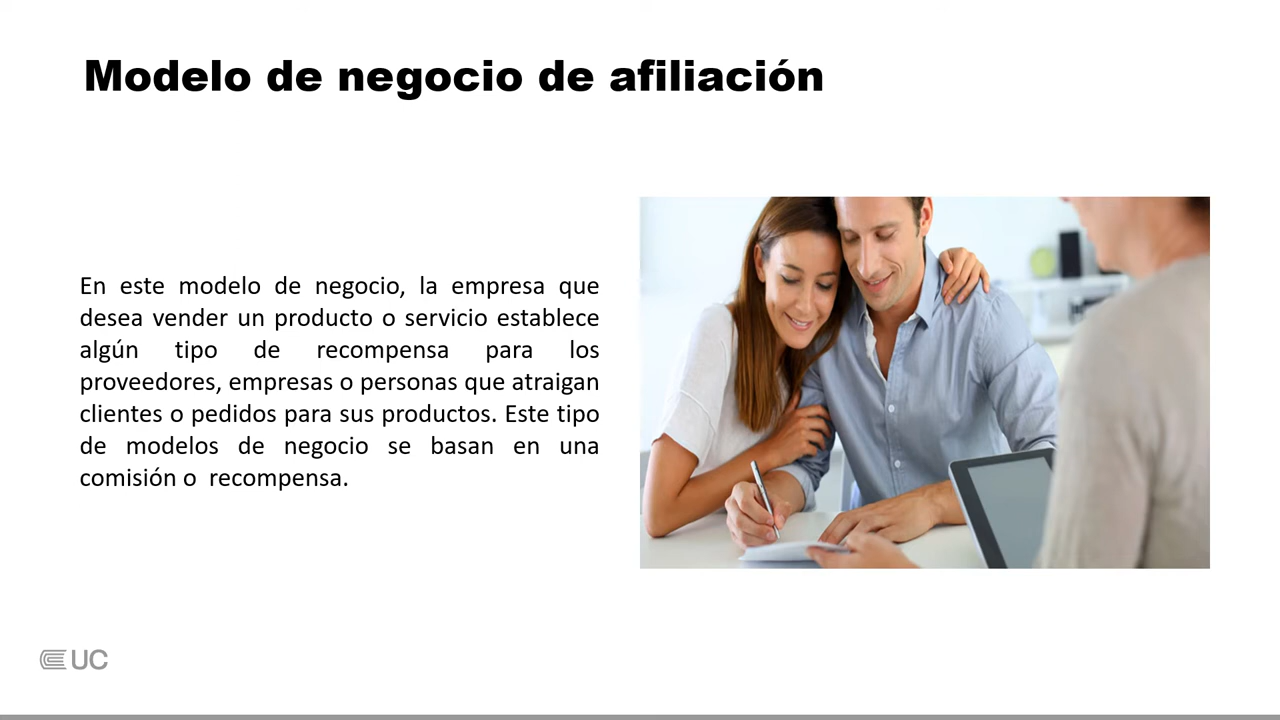 Modelo de negocio de afiliación
En este modelo de negocio, la empresa que
desea vender un producto o servicio establece
algún tipo de recompensa para los
proveedores, empresas o personas que atraigan
clientes o pedidos para sus productos. Este tipo
de modelos de negocio se basan en una
comisión o recompensa.
UC